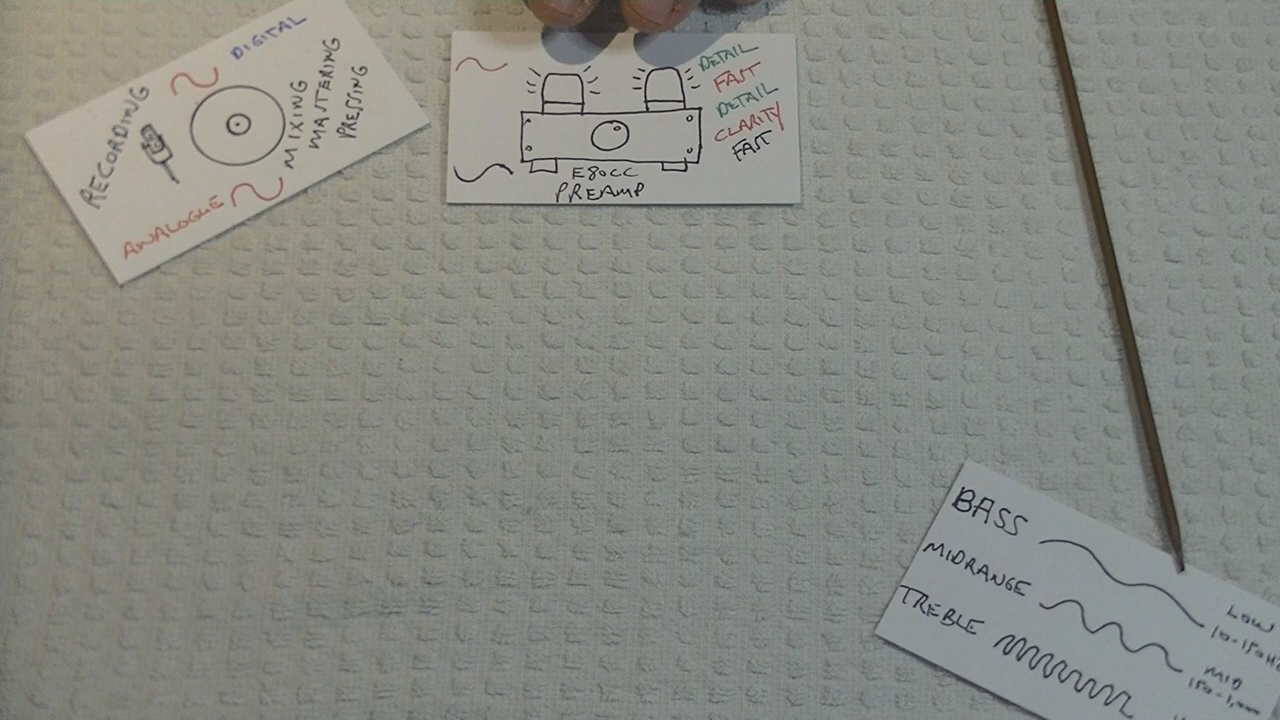 DIGITAL
RECORDING
MIXING
MASTERING
PRESSING
ANALOGUE
DETAIL
FAST
DETAIL
CLARITY
FAST
E80CC
PREAMP
BASS
LOW
MIDRANGE
MID
TREBLE